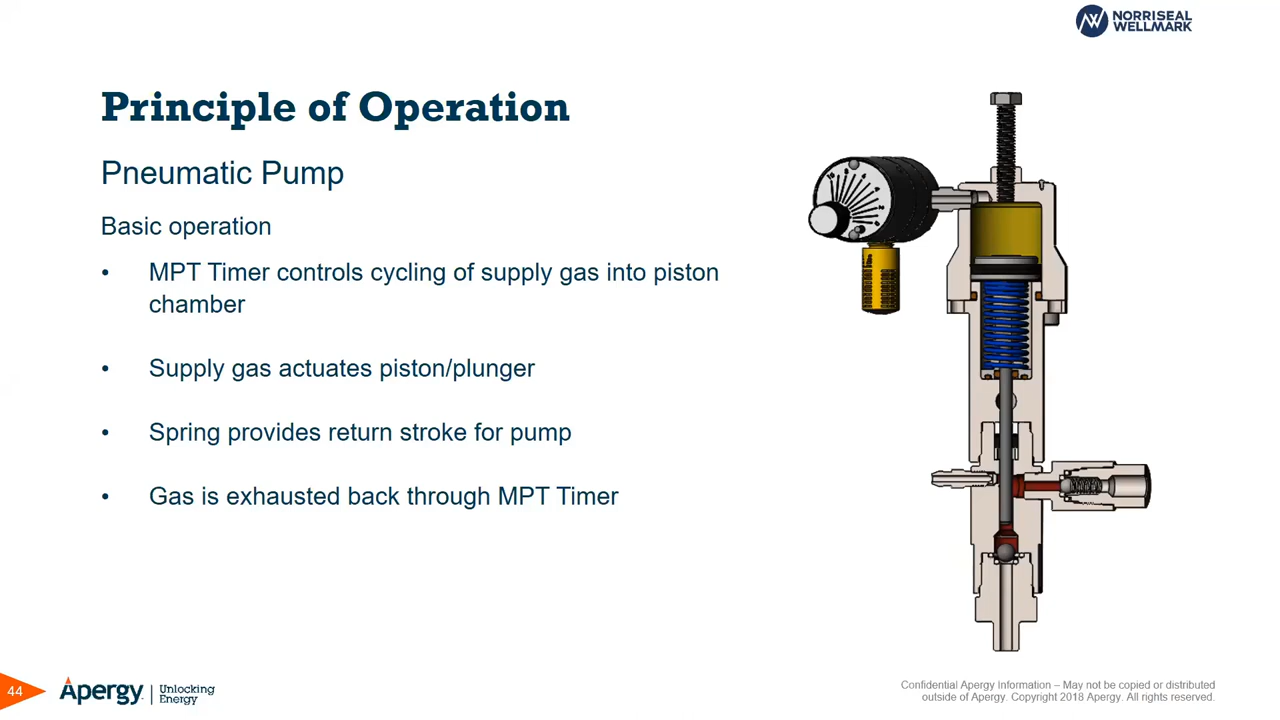 NORRISEAL
WELLMARK
Principle of Operation
Pneumatic Pump
Basic operation
• MPT Timer controls cycling of supply gas into piston
chamber
• Supply gas actuates piston/plunger
• Spring provides return stroke for pump
• Gas is exhausted back through MPT Timer
44
Apergy
Unlocking
Energy
Confidential Apergy Information – May not be copied or distributed
outside of Apergy. Copyright 2018 Apergy. All rights reserved.